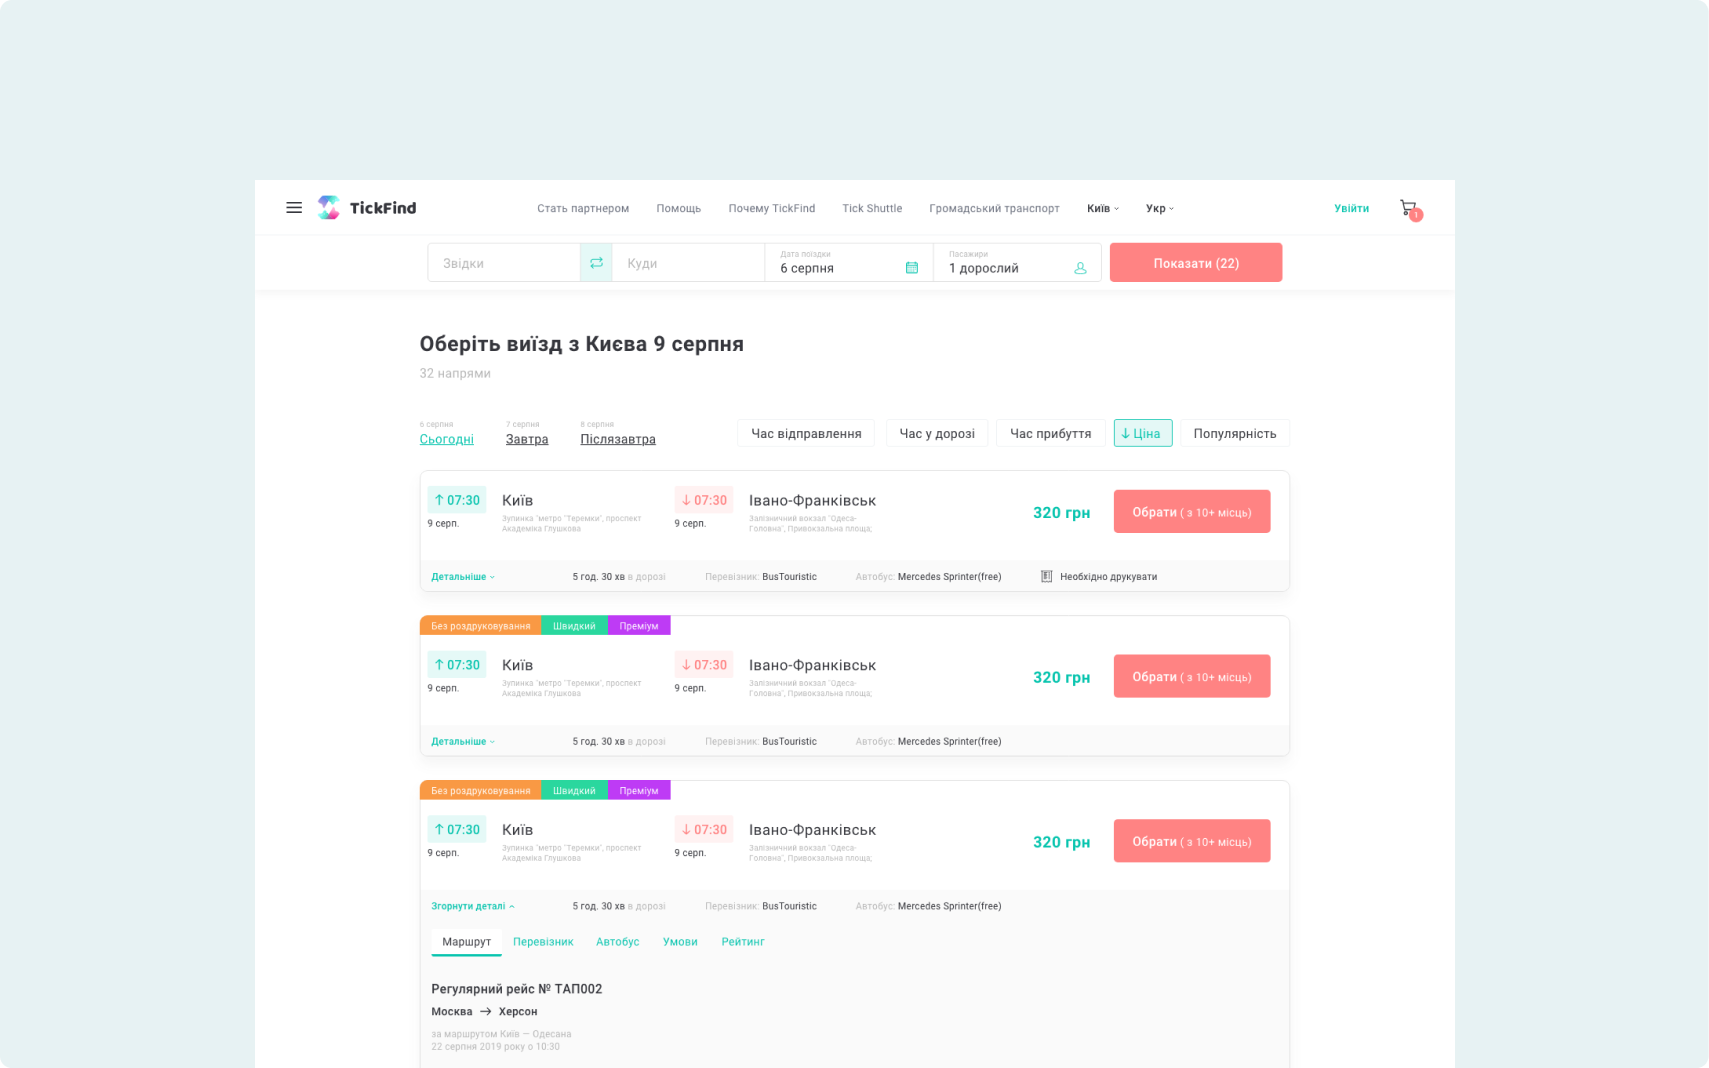 TickFind
Стать партнером
Помощь
Почему TickFind
Tick Shuttle
Громадський транспорт
Київ
Укр
Увійти
1
Звідки
Куди
Дата поїздки
6 серпня
Пасажири
1 дорослий
Показати (22)
Оберіть виїзд з Києва 9 серпня
32 напрями
6 серпня
Сьогодні
7 серпня
Завтра
8 серпня
Післязавтра
Час відправлення
Час у дорозі
Час прибуття
↓ Ціна
Популярність
↑ 07:30
9 серп.
Київ
Зупинка "метро "Теремки", проспект
Академіка Глушкова
↓ 07:30
9 серп.
Івано-Франківськ
Залізничний вокзал "Одеса-
Головна", Привокзальна площа;
320 грн
Обрати ( з 10+ місць)
Детальніше
5 год. 30 хв в дорозі
Перевізник: BusTouristic
Автобус: Mercedes Sprinter(free)
Необхідно друкувати
Без роздруковування
Швидкий
Преміум
↑ 07:30
9 серп.
Київ
Зупинка "метро "Теремки", проспект
Академіка Глушкова
↓ 07:30
9 серп.
Івано-Франківськ
Залізничний вокзал "Одеса-
Головна", Привокзальна площа;
320 грн
Обрати ( з 10+ місць)
Детальніше
5 год. 30 хв в дорозі
Перевізник: BusTouristic
Автобус: Mercedes Sprinter(free)
Без роздруковування
Швидкий
Преміум
↑ 07:30
9 серп.
Київ
Зупинка "метро "Теремки", проспект
Академіка Глушкова
↓ 07:30
9 серп.
Івано-Франківськ
Залізничний вокзал "Одеса-
Головна", Привокзальна площа;
320 грн
Обрати ( з 10+ місць)
Згорнути деталі
5 год. 30 хв в дорозі
Перевізник: BusTouristic
Автобус: Mercedes Sprinter(free)
Маршрут
Перевізник
Автобус
Умови
Рейтинг
Регулярний рейс № ТАП002
Москва → Херсон
за маршрутом Київ — Одесана
22 серпня 2019 року о 10:30